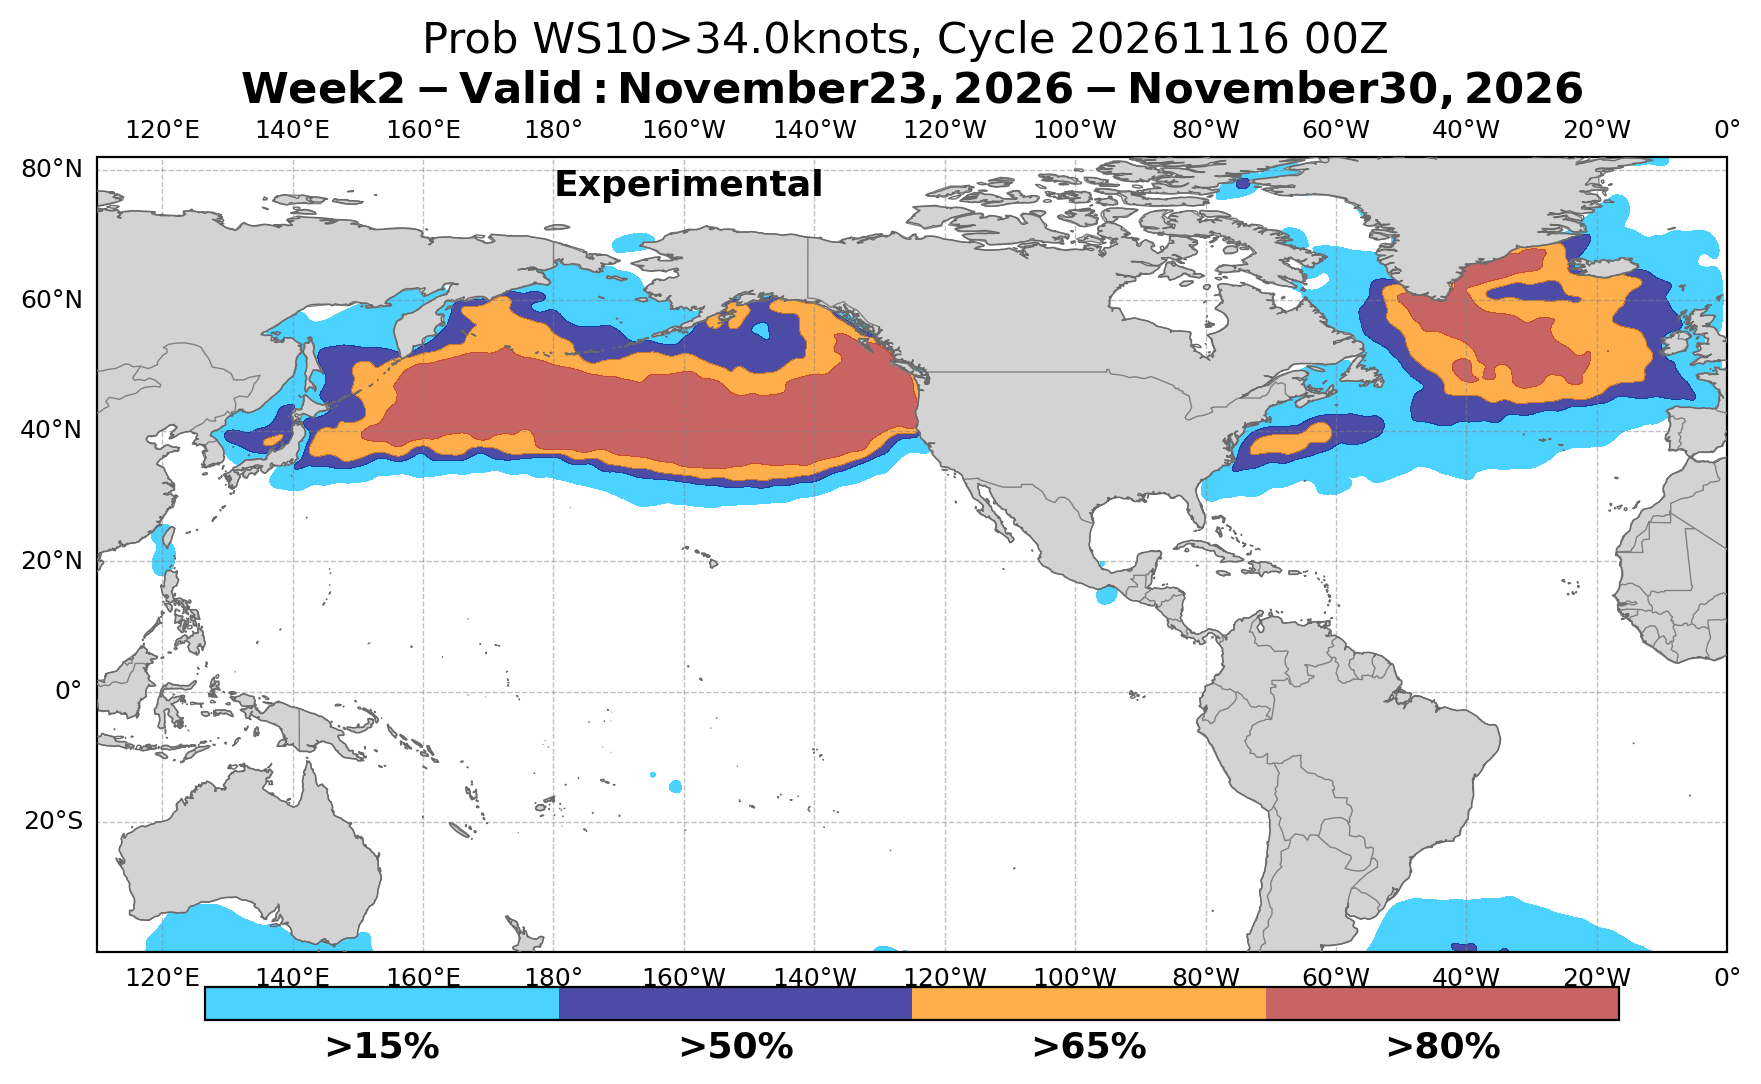 Prob WS10>34.0knots, Cycle 20261116 00Z
Week2 − Valid : November23, 2026 − November30, 2026
120°E 140°E 160°E 180° 160°W 140°W 120°W 100°W 80°W 60°W 40°W 20°W 0°
80°N
Experimental
60°N
40°N
20°N
0°
20°S
120°E 140°E 160°E 180° 160°W 140°W 120°W 100°W 80°W 60°W 40°W 20°W 0°
>15% >50% >65% >80%